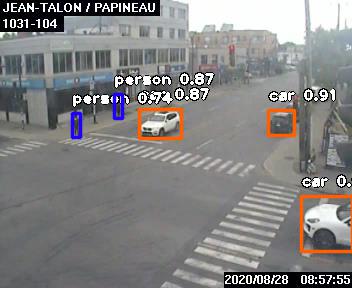 JEAN-TALON / PAPINEAU
1031-104
person 0.87
person 0.74
0.87
car 0.91
car 0.
2020/08/28 08:57:55